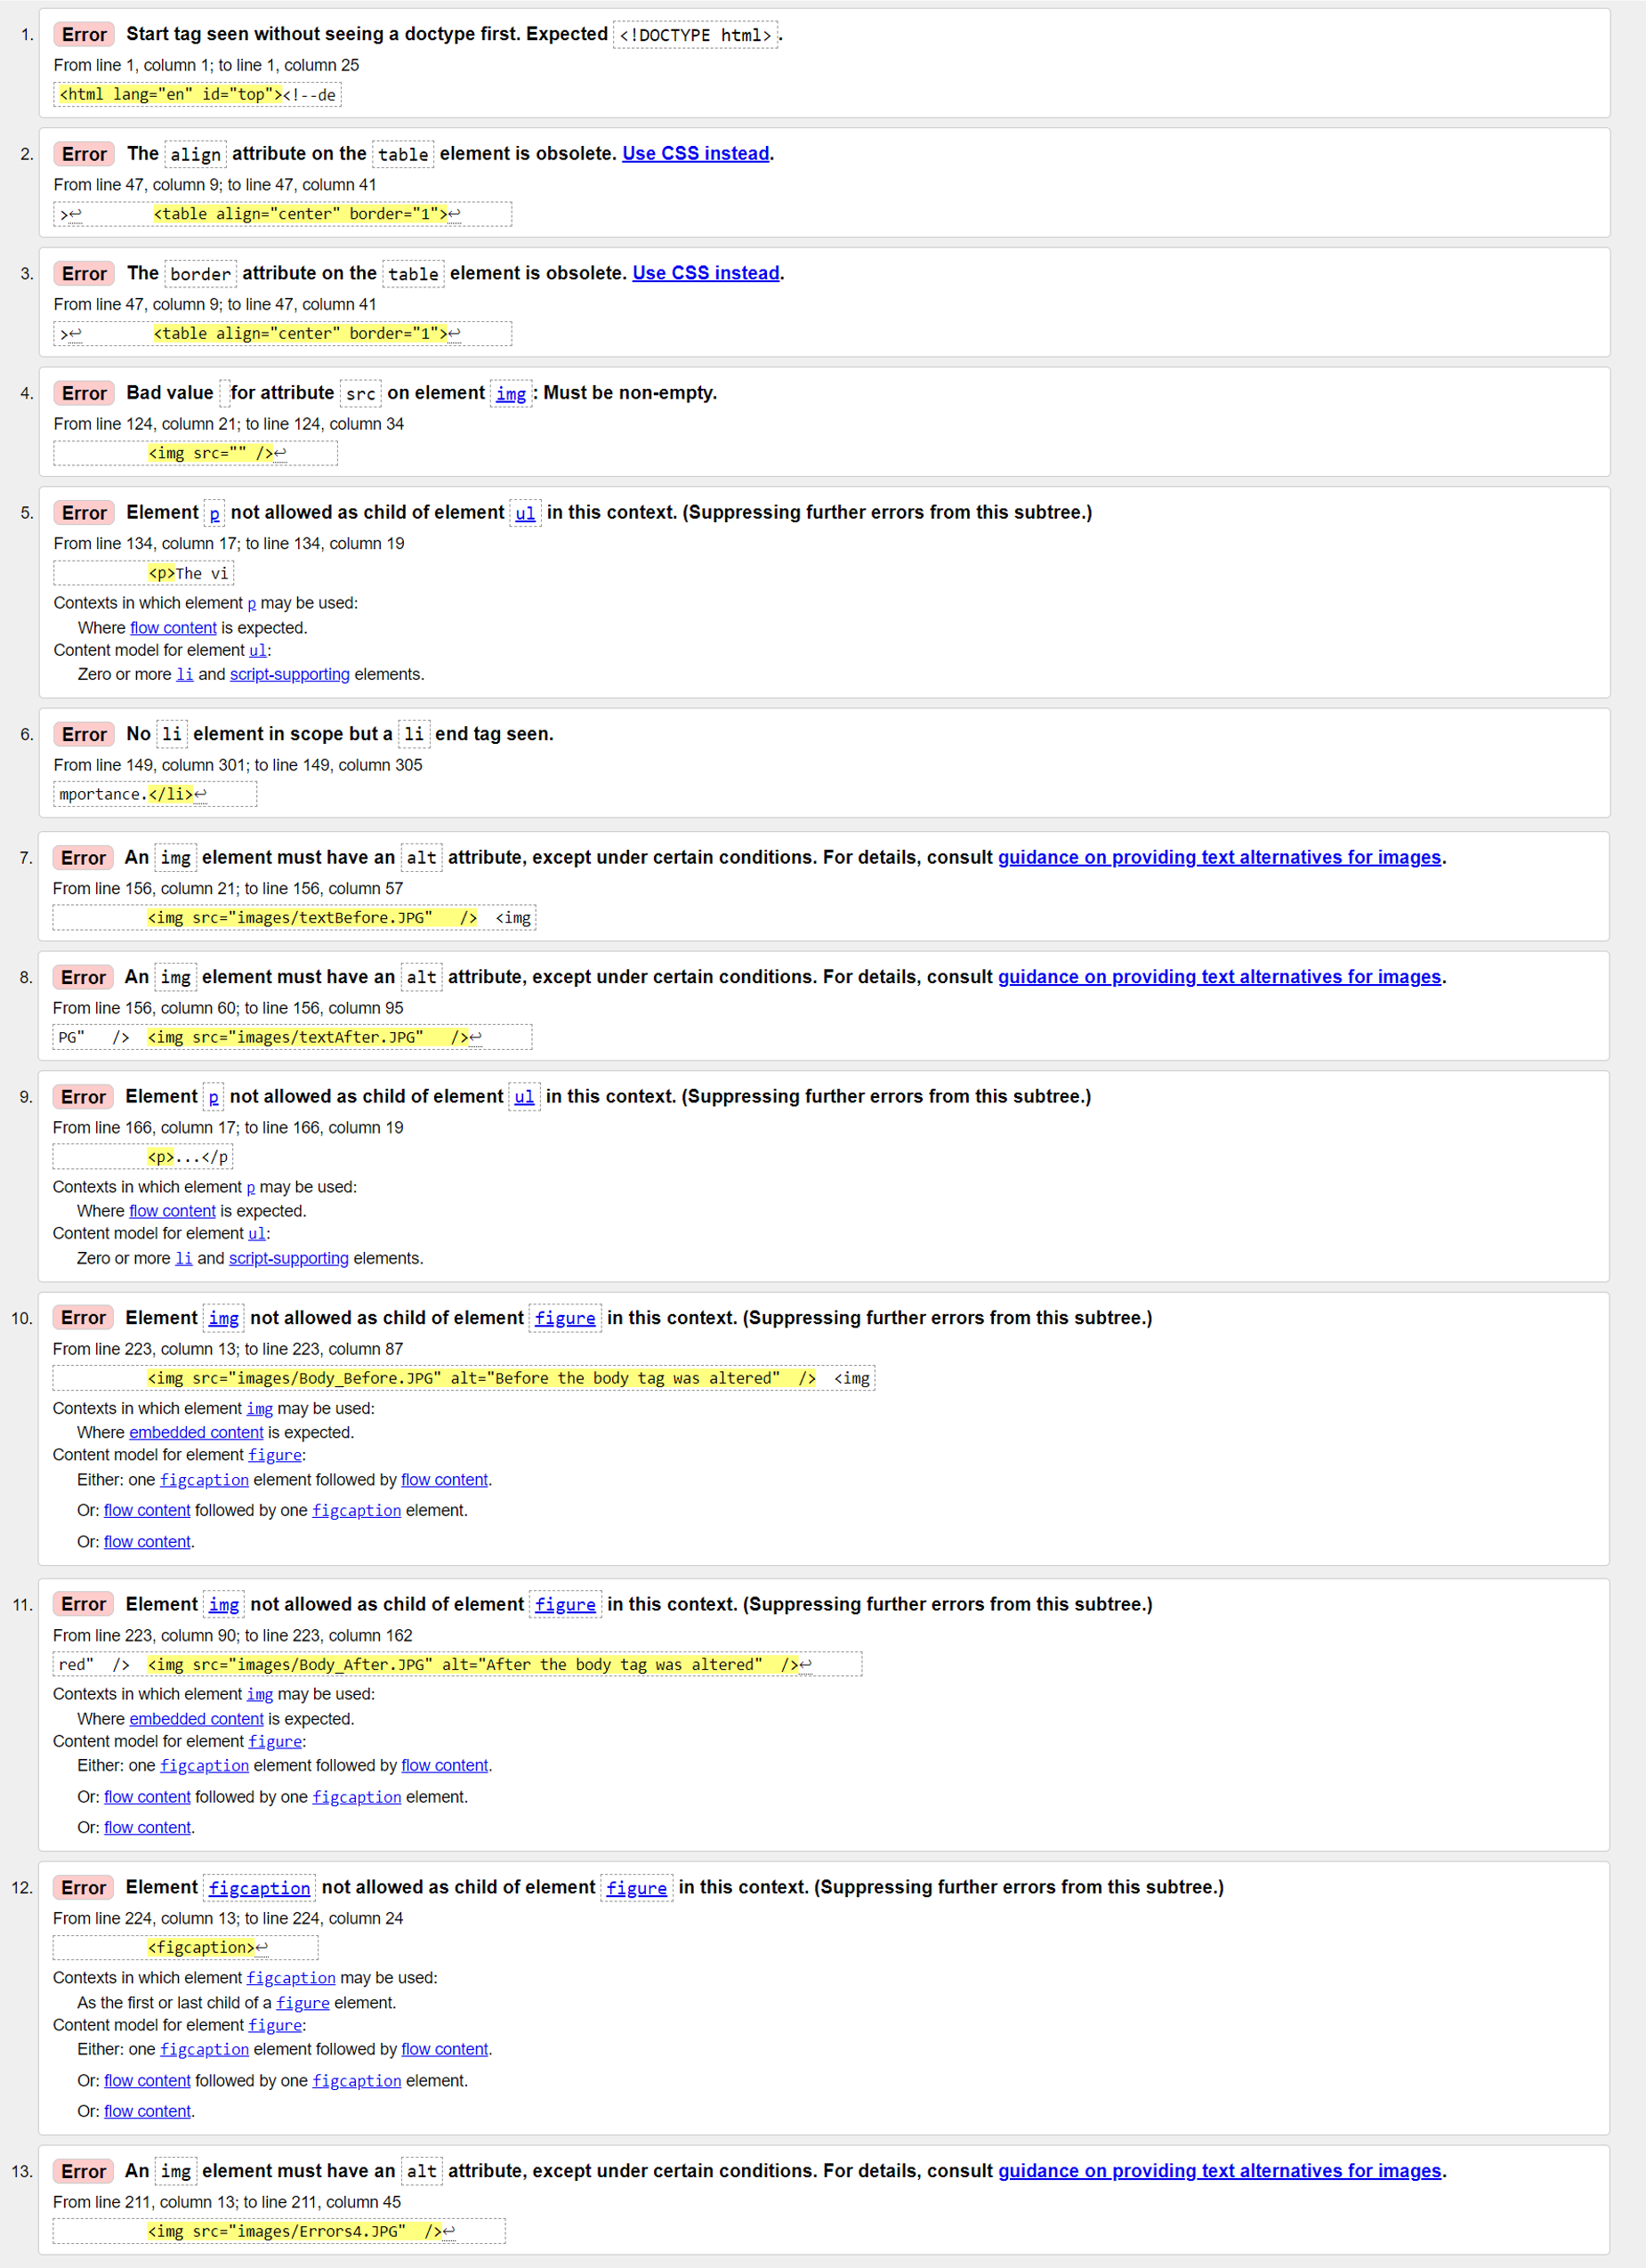 1. Error Start tag seen without seeing a doctype first. Expected <!DOCTYPE html>.
From line 1, column 1; to line 1, column 25
<html lang="en" id="top"><!--de
2. Error The align attribute on the table element is obsolete. Use CSS instead.
From line 47, column 9; to line 47, column 41
>↩        <table align="center" border="1">↩
3. Error The border attribute on the table element is obsolete. Use CSS instead.
From line 47, column 9; to line 47, column 41
>↩        <table align="center" border="1">↩
4. Error Bad value for attribute src on element img: Must be non-empty.
From line 124, column 21; to line 124, column 34
<img src="" />↩
5. Error Element p not allowed as child of element ul in this context. (Suppressing further errors from this subtree.)
From line 134, column 17; to line 134, column 19
<p>The vi
Contexts in which element p may be used:
Where flow content is expected.
Content model for element ul:
Zero or more li and script-supporting elements.
6. Error No li element in scope but a li end tag seen.
From line 149, column 301; to line 149, column 305
mportance.</li>↩
7. Error An img element must have an alt attribute, except under certain conditions. For details, consult guidance on providing text alternatives for images.
From line 156, column 21; to line 156, column 57
<img src="images/textBefore.JPG"   />  <img
8. Error An img element must have an alt attribute, except under certain conditions. For details, consult guidance on providing text alternatives for images.
From line 156, column 60; to line 156, column 95
PG"   />  <img src="images/textAfter.JPG"   />↩
9. Error Element p not allowed as child of element ul in this context. (Suppressing further errors from this subtree.)
From line 166, column 17; to line 166, column 19
<p>...</p
Contexts in which element p may be used:
Where flow content is expected.
Content model for element ul:
Zero or more li and script-supporting elements.
10. Error Element img not allowed as child of element figure in this context. (Suppressing further errors from this subtree.)
From line 223, column 13; to line 223, column 87
<img src="images/Body_Before.JPG" alt="Before the body tag was altered"  />  <img
Contexts in which element img may be used:
Where embedded content is expected.
Content model for element figure:
Either: one figcaption element followed by flow content.
Or: flow content followed by one figcaption element.
Or: flow content.
11. Error Element img not allowed as child of element figure in this context. (Suppressing further errors from this subtree.)
From line 223, column 90; to line 223, column 162
red"  />  <img src="images/Body_After.JPG" alt="After the body tag was altered"  />↩
Contexts in which element img may be used:
Where embedded content is expected.
Content model for element figure:
Either: one figcaption element followed by flow content.
Or: flow content followed by one figcaption element.
Or: flow content.
12. Error Element figcaption not allowed as child of element figure in this context. (Suppressing further errors from this subtree.)
From line 224, column 13; to line 224, column 24
<figcaption>↩
Contexts in which element figcaption may be used:
As the first or last child of a figure element.
Content model for element figure:
Either: one figcaption element followed by flow content.
Or: flow content followed by one figcaption element.
Or: flow content.
13. Error An img element must have an alt attribute, except under certain conditions. For details, consult guidance on providing text alternatives for images.
From line 211, column 13; to line 211, column 45
<img src="images/Errors4.JPG"  />↩